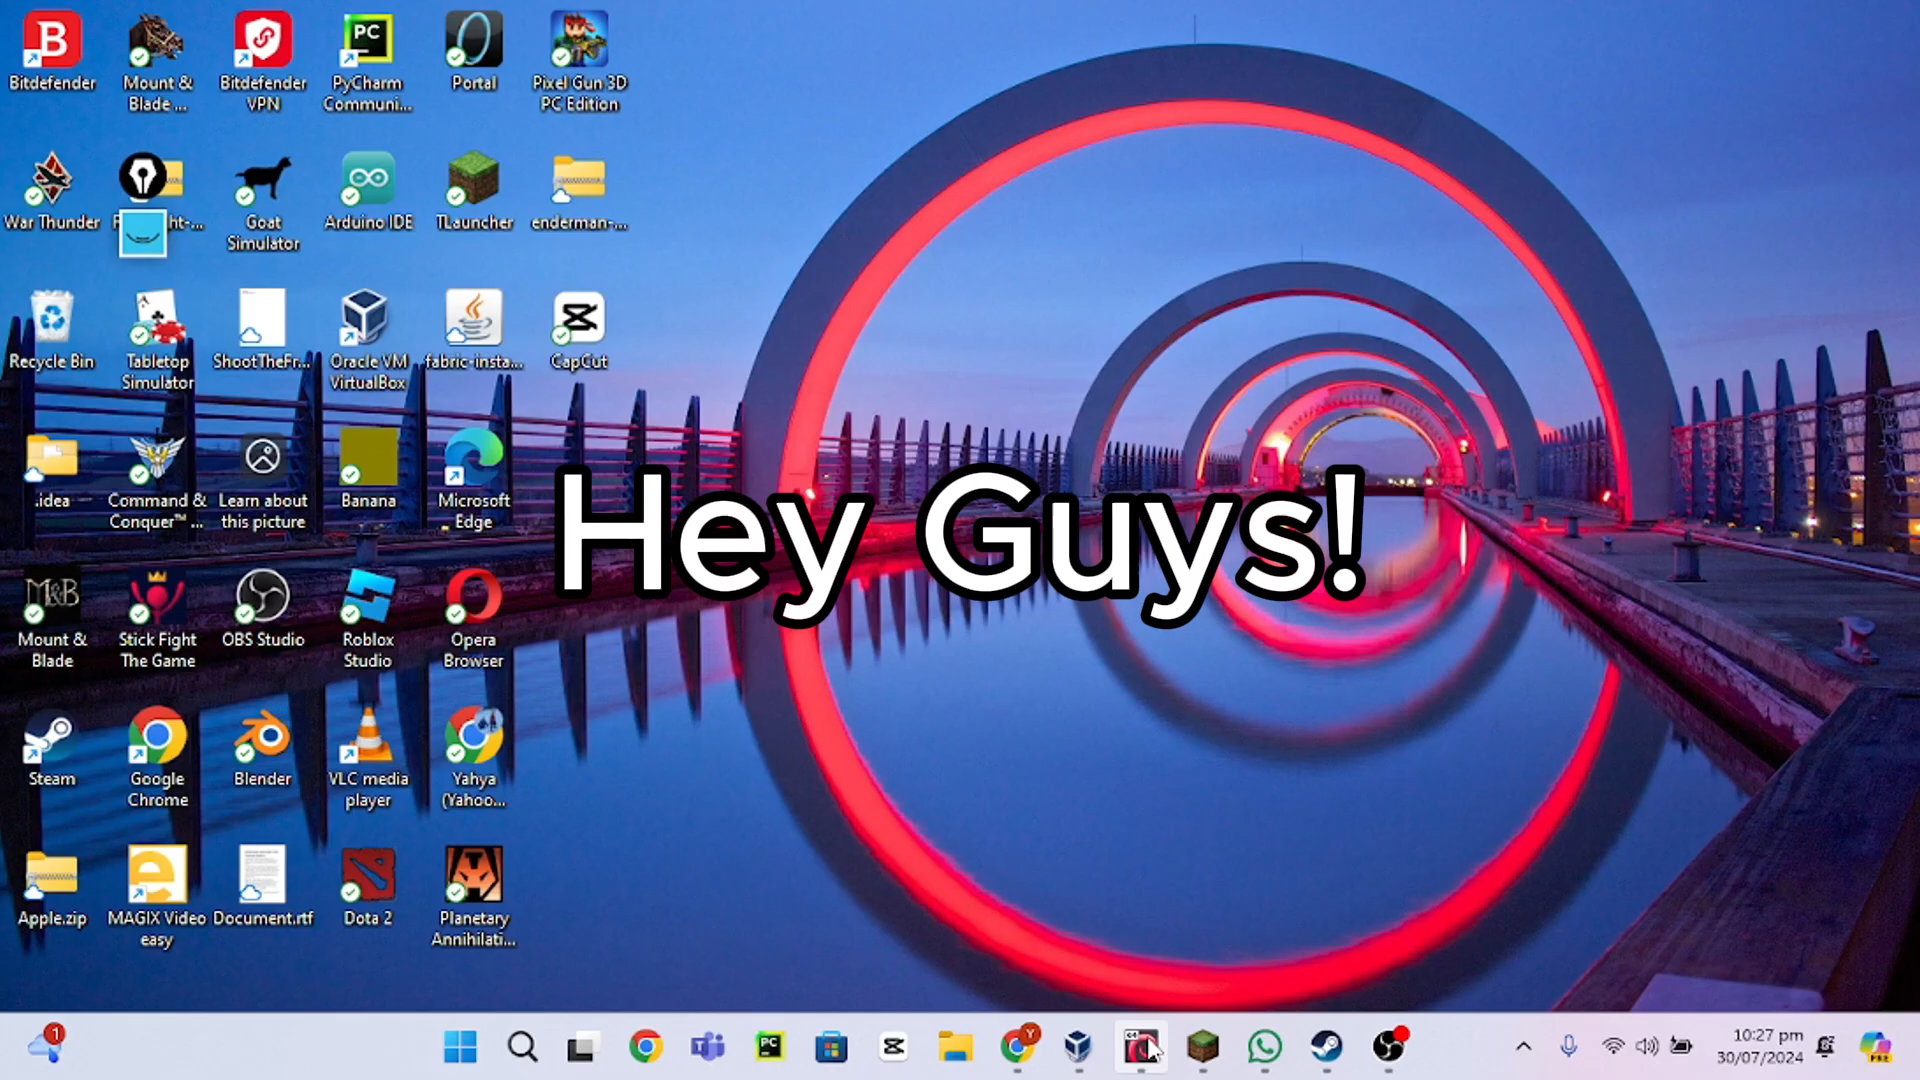 Bitdefender
Mount &
Blade ...
Bitdefender
VPN
PyCharm
Communi...
Portal
Pixel Gun 3D
PC Edition
War Thunder
ht-...
Goat
Simulator
Arduino IDE
TLauncher
enderman-...
Recycle Bin
Tabletop
Simulator
ShootTheFr...
Oracle VM
VirtualBox
fabric-insta...
CapCut
.idea
Command &
Conquer™ ...
Learn about
this picture
Banana
Microsoft
Edge
Hey Guys!
Mount &
Blade
Stick Fight
The Game
OBS Studio
Roblox
Studio
Opera
Browser
Steam
Google
Chrome
Blender
VLC media
player
Yahya
(Yahoo...
Apple.zip
MAGIX Video
easy
Document.rtf
Dota 2
Planetary
Annihilati...
10:27 pm
30/07/2024